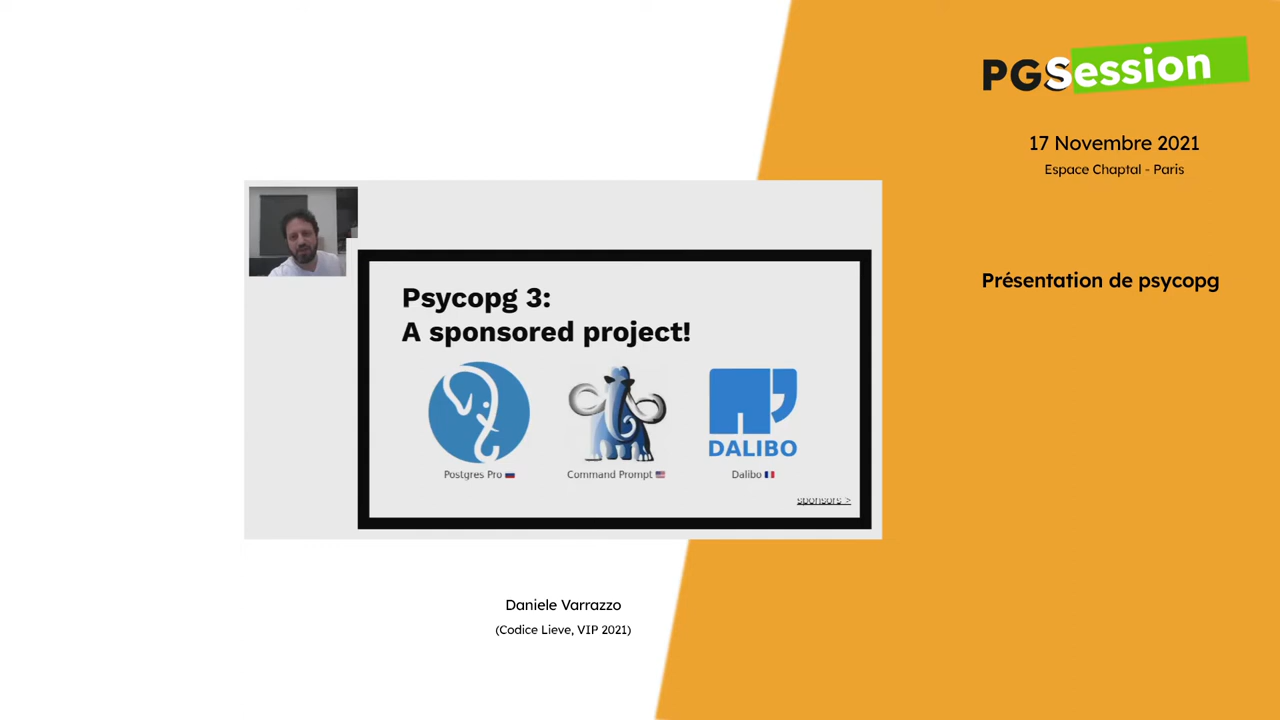 PGSession
17 Novembre 2021
Espace Chaptal - Paris
Présentation de psycopg
Psycopg 3:
A sponsored project!
DALIBO
Postgres Pro
Command Prompt
Dalibo
sponsors >
Daniele Varrazzo
(Codice Lieve, VIP 2021)